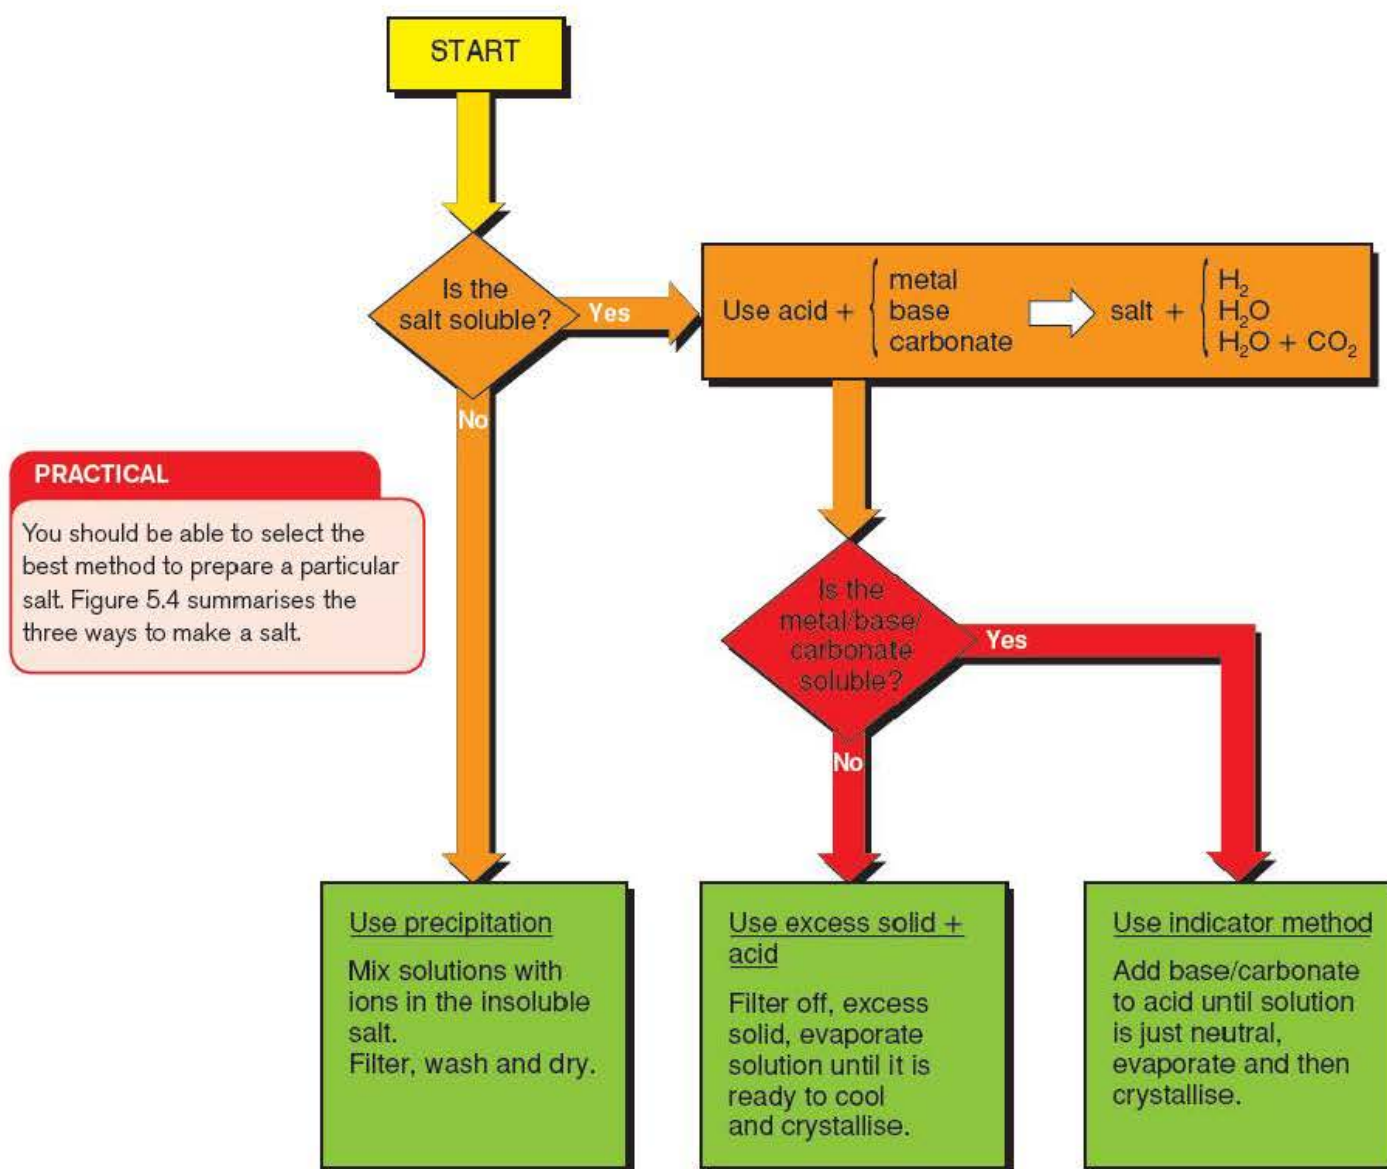 START
Is the
salt soluble?
Yes
Use acid +
metal
base
carbonate
salt +
H₂
H₂O
H₂O + CO₂
No
PRACTICAL
You should be able to select the
best method to prepare a particular
salt. Figure 5.4 summarises the
three ways to make a salt.
Is the
metal/base/
carbonate
soluble?
Yes
No
Use precipitation
Mix solutions with
ions in the insoluble
salt.
Filter, wash and dry.
Use excess solid +
acid
Filter off, excess
solid, evaporate
solution until it is
ready to cool
and crystallise.
Use indicator method
Add base/carbonate
to acid until solution
is just neutral,
evaporate and then
crystallise.